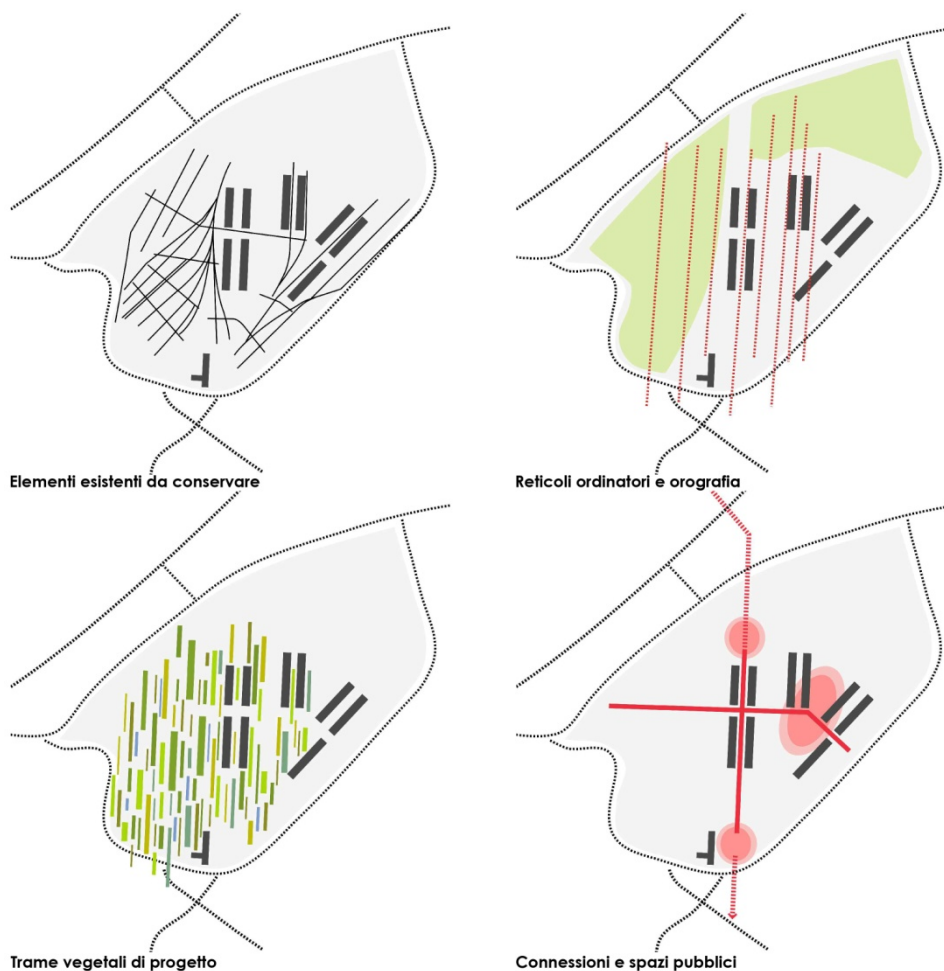 Elementi esistenti da conservare
Reticoli ordinatori e orografia
Trame vegetali di progetto
Connessioni e spazi pubblici